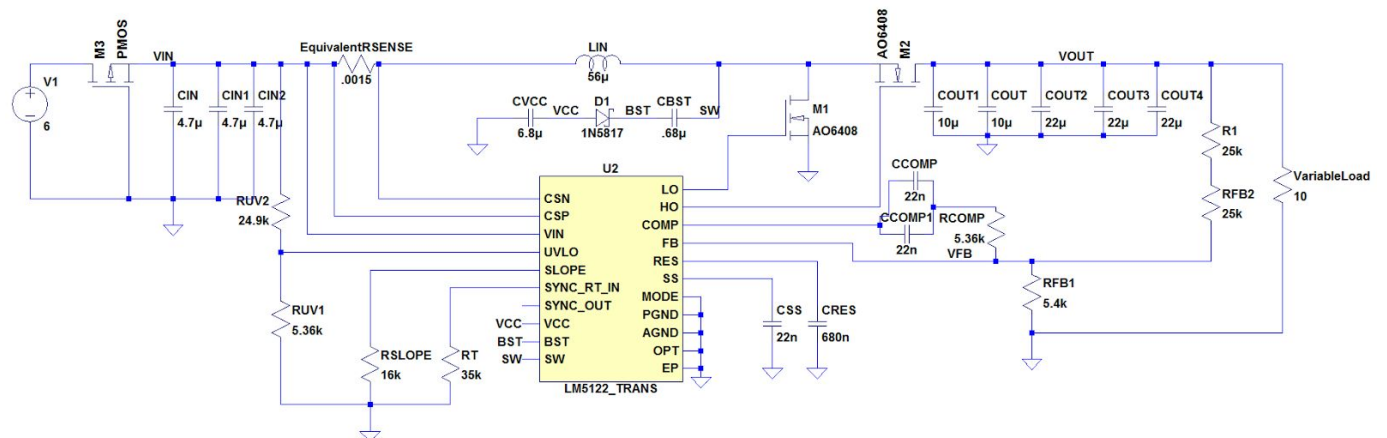 M3
PMOS
VIN
V1
6
CIN
4.7µ
CIN1
4.7µ
CIN2
4.7µ
EquivalentRSENSE
.0015
LIN
56µ
CVCC
6.8µ
VCC
D1
1N5817
BST
CBST
.68µ
SW
M1
AO6408
AO6408
M2
VOUT
COUT1
10µ
COUT
10µ
COUT2
22µ
COUT3
22µ
COUT4
22µ
R1
25k
RFB2
25k
VariableLoad
10
RUV2
24.9k
RUV1
5.36k
RSLOPE
16k
RT
35k
U2
CSN
CSP
VIN
UVLO
SLOPE
SYNC_RT_IN
SYNC_OUT
VCC
VCC
BST
BST
SW
SW
LO
HO
COMP
FB
RES
SS
MODE
PGND
AGND
OPT
EP
LM5122_TRANS
CCOMP
22n
CCOMP1
22n
RCOMP
5.36k
VFB
RFB1
5.4k
CSS
22n
CRES
680n